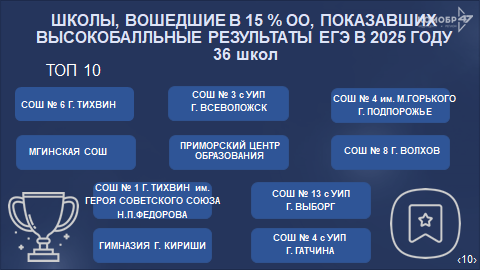 ШКОЛЫ, ВОШЕДШИЕ В 15 % ОО, ПОКАЗАВШИХ
ВЫСОКОБАЛЛЬНЫЕ РЕЗУЛЬТАТЫ ЕГЭ В 2025 ГОДУ
36 школ
ТОП 10
СОШ № 6 Г. ТИХВИН
СОШ № 3 с УИП
Г. ВСЕВОЛОЖСК
СОШ № 4 им. М.ГОРЬКОГО
Г. ПОДПОРОЖЬЕ
МГИНСКАЯ СОШ
ПРИМОРСКИЙ ЦЕНТР
ОБРАЗОВАНИЯ
СОШ № 8 Г. ВОЛХОВ
СОШ № 1 Г. ТИХВИН им.
ГЕРОЯ СОВЕТСКОГО СОЮЗА
Н.П.ФЕДОРОВА
СОШ № 13 с УИП
Г. ВЫБОРГ
ГИМНАЗИЯ Г. КИРИШИ
СОШ № 4 с УИП
Г. ГАТЧИНА
‹10›